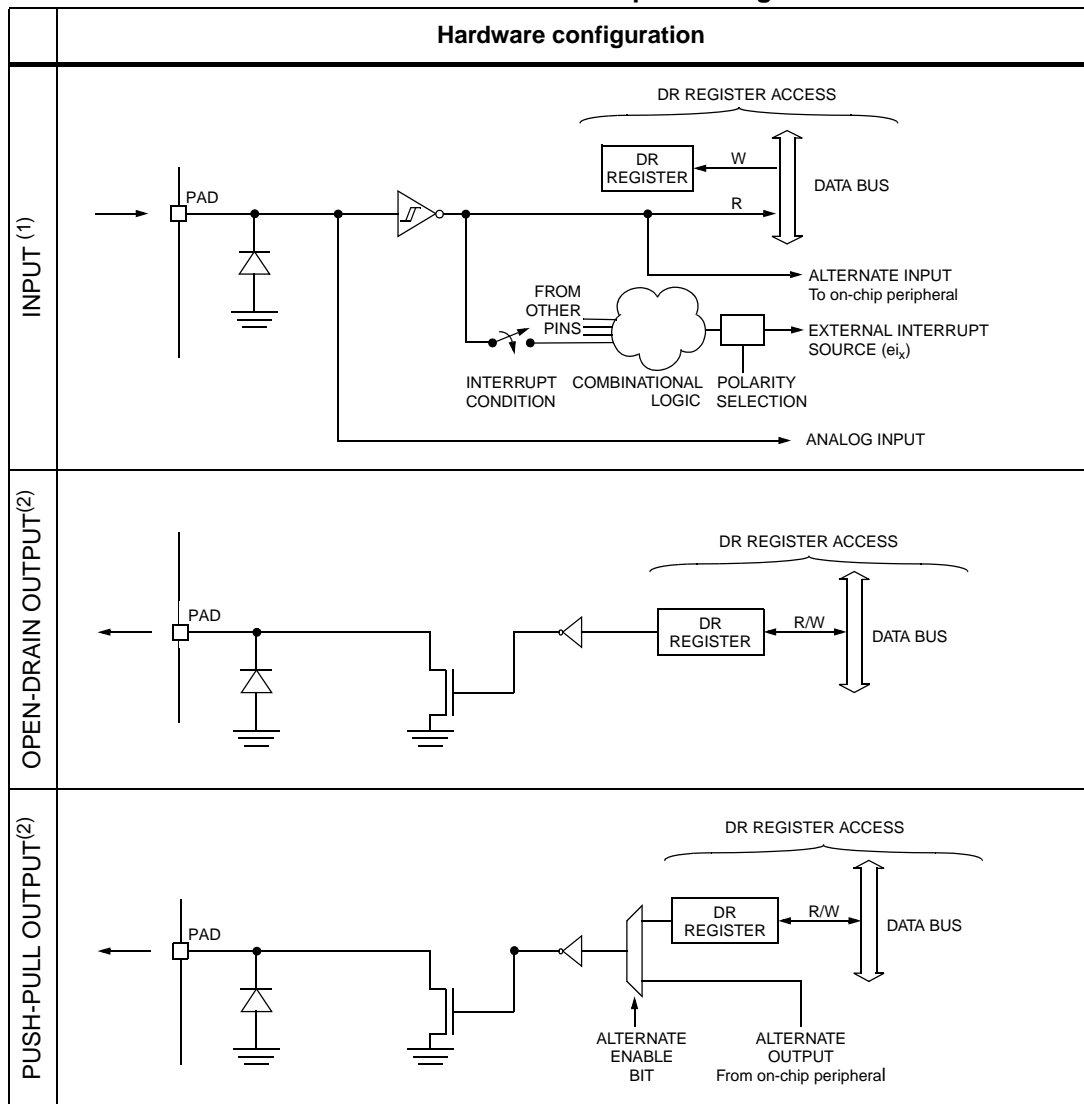 Hardware configuration
INPUT (1)
DR REGISTER ACCESS
DR
REGISTER
W
R
DATA BUS
PAD
ALTERNATE INPUT
To on-chip peripheral
FROM
OTHER
PINS
EXTERNAL INTERRUPT
SOURCE (eix)
INTERRUPT
CONDITION
COMBINATIONAL
LOGIC
POLARITY
SELECTION
ANALOG INPUT
OPEN-DRAIN OUTPUT(2)
DR REGISTER ACCESS
PAD
DR
REGISTER
R/W
DATA BUS
PUSH-PULL OUTPUT(2)
DR REGISTER ACCESS
PAD
DR
REGISTER
R/W
DATA BUS
ALTERNATE
ENABLE
BIT
ALTERNATE
OUTPUT
From on-chip peripheral